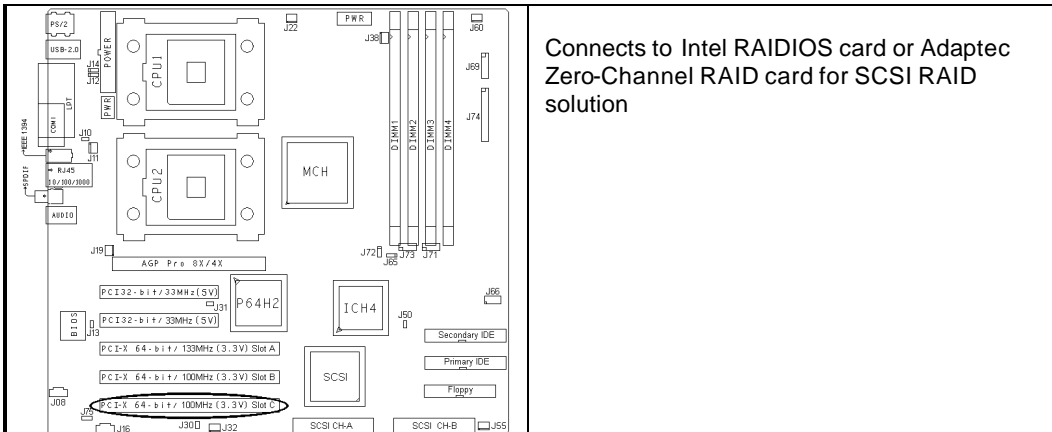 PS/2
J22
PWR
J60
USB-2.0
POWER
J38
J14
J12
CPU1
J69
LPT
PWR
J74
COM1
DIMM1
DIMM2
DIMM3
DIMM4
IEEE 1394
J10
J11
RJ45
10/100/1000
SPDIF
CPU2
MCH
AUDIO
J19
J72
J65
J73
J71
AGP Pro 8X/4X
PCI32-bit/33MHz(5V)
P64H2
J31
ICH4
J66
J50
BIOS
J13
PCI32-bit/33MHz(5V)
Secondary IDE
PCI-X 64-bit/133MHz(3.3V) Slot A
Primary IDE
PCI-X 64-bit/100MHz(3.3V) Slot B
SCSI
Floppy
J08
PCI-X 64-bit/100MHz(3.3V) Slot C
J75
J16
J30
J32
SCSI CH-A
SCSI CH-B
J55
Connects to Intel RAIDIOS card or Adaptec
Zero-Channel RAID card for SCSI RAID
solution